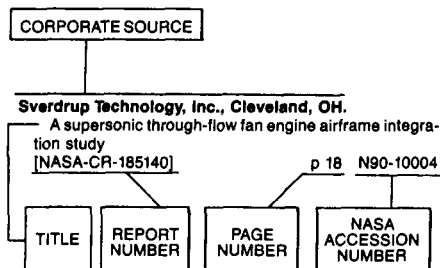 CORPORATE SOURCE
Sverdrup Technology, Inc., Cleveland, OH.
A supersonic through-flow fan engine airframe integra-
tion study
[NASA-CR-185140] p 18 N90-10004
TITLE
REPORT
NUMBER
PAGE
NUMBER
NASA
ACCESSION
NUMBER